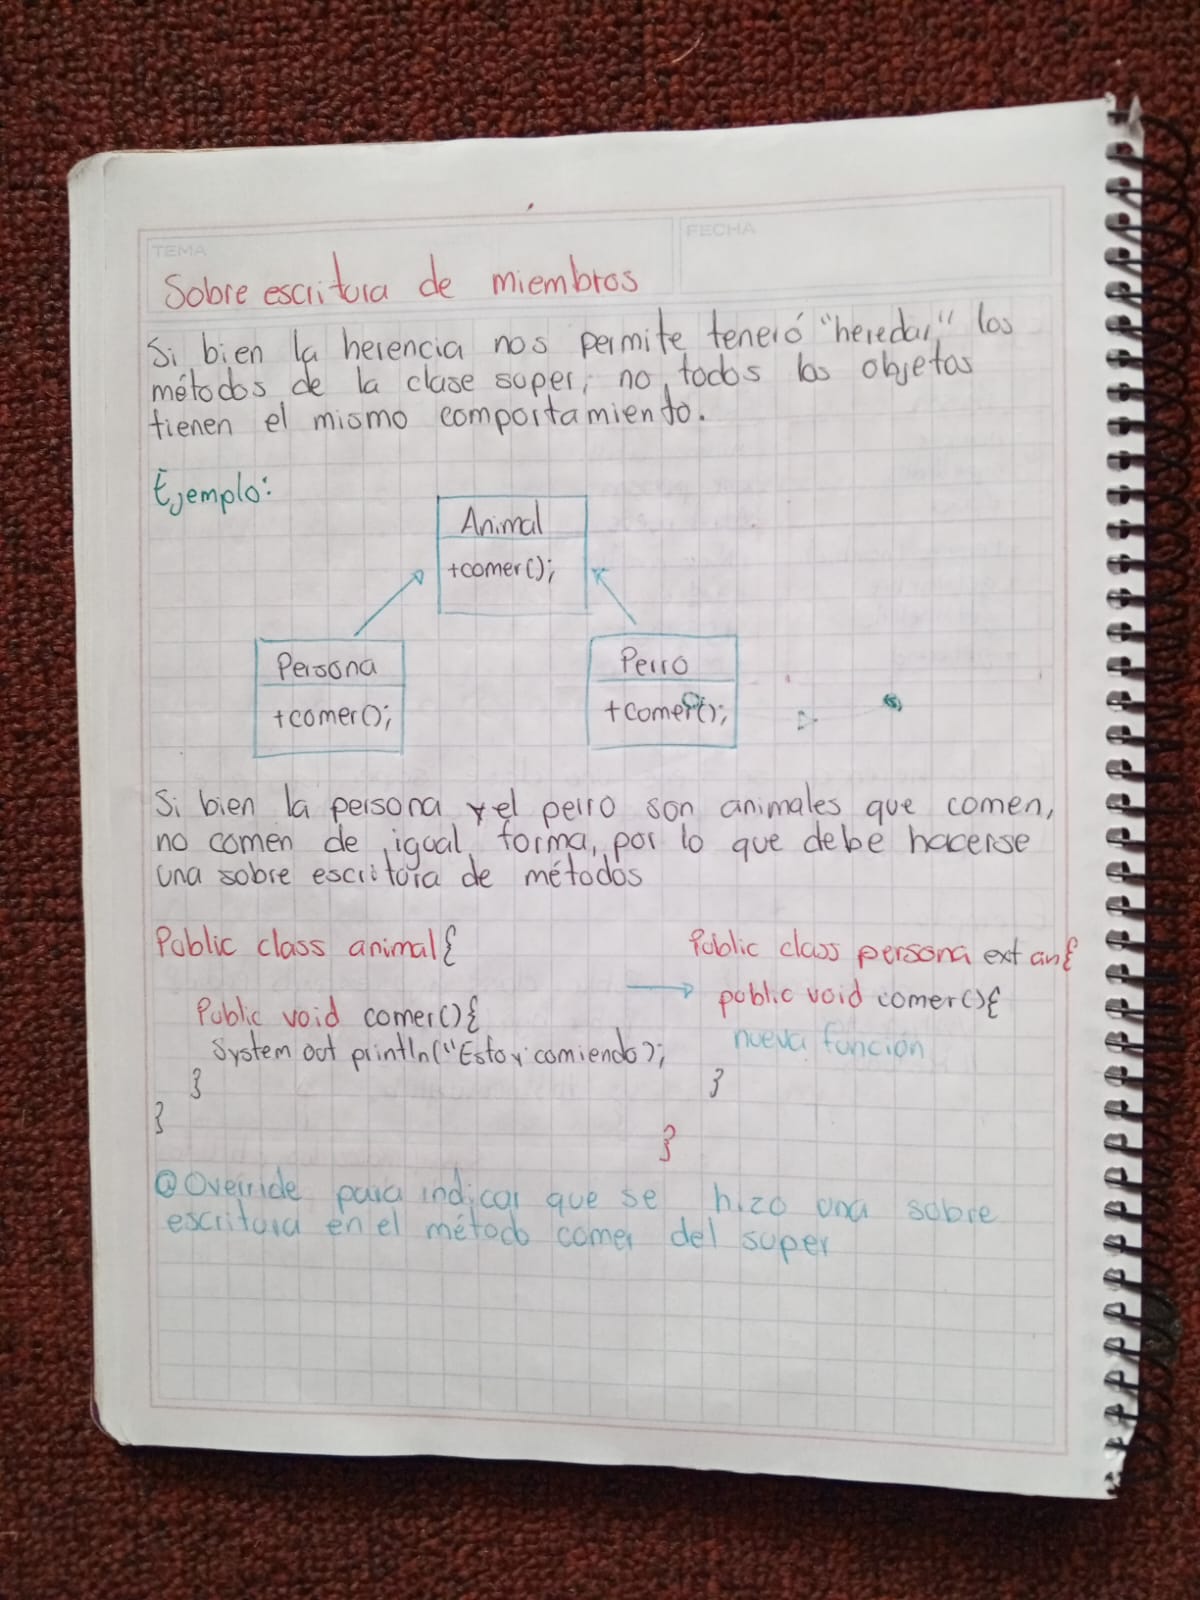 TEMA
FECHA
Sobre escritura de miembros
Si bien la herencia nos permite teneró "heredar" los
métodos de la clase super, no todos los objetos
tienen el mismo comportamiento.
Ejemplo:
Animal
+comer();
Persona
+comer();
Perro
+comer();
Si bien la persona y el perro son animales que comen,
no comen de igual forma, por lo que debe hacerse
una sobre escritura de métodos
Public class animal{
Public void comer(){
System out println("Estoy comiendo);
}
}
Public class persona ext an{
public void comer(){
nueva función
}
}
@Override para indicar que se hizo una sobre
escritura en el método comer del super